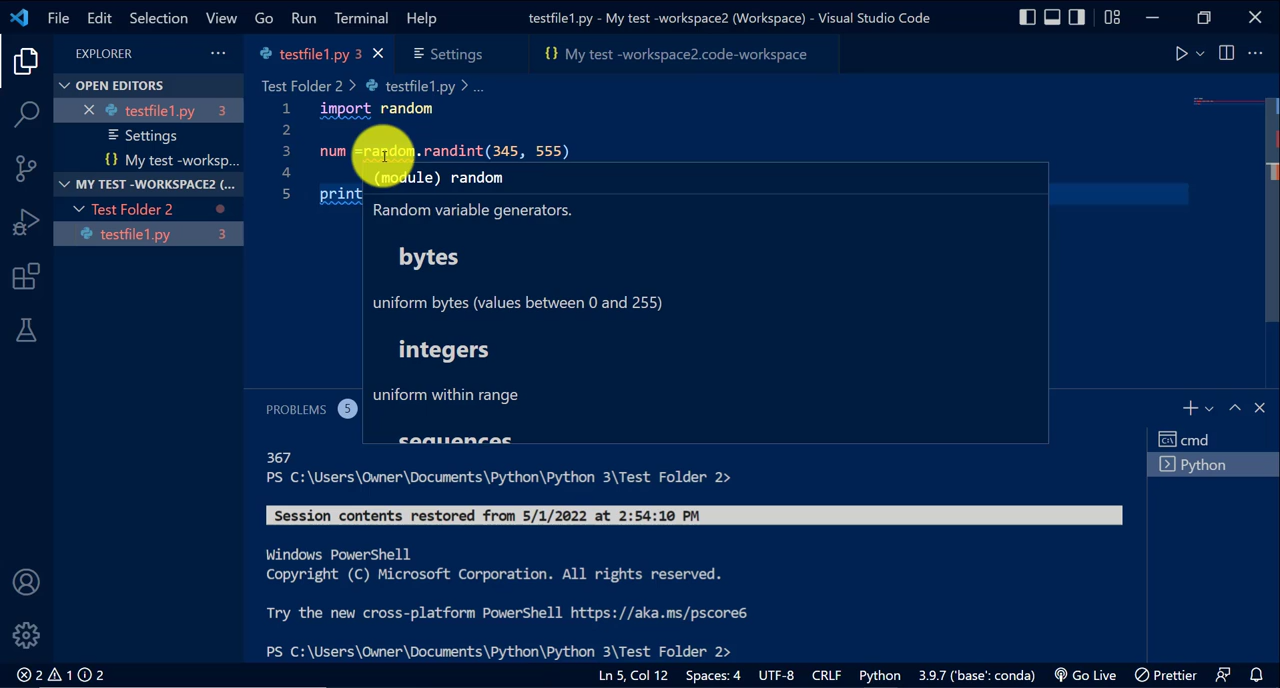 File Edit Selection View Go Run Terminal Help testfile1.py - My test -workspace2 (Workspace) - Visual Studio Code
EXPLORER ...
testfile1.py 3
Settings
{} My test -workspace2.code-workspace
OPEN EDITORS
testfile1.py 3
Settings
{} My test -worksp...
MY TEST -WORKSPACE2 (...
Test Folder 2
testfile1.py 3
Test Folder 2 > testfile1.py > ...
1 import random
2
3 num =random.randint(345, 555)
4
5 print
(module) random
Random variable generators.
bytes
uniform bytes (values between 0 and 255)
integers
uniform within range
sequences
PROBLEMS 5
cmd
Python
367
PS C:\Users\Owner\Documents\Python\Python 3\Test Folder 2>
Session contents restored from 5/1/2022 at 2:54:10 PM
Windows PowerShell
Copyright (C) Microsoft Corporation. All rights reserved.
Try the new cross-platform PowerShell https://aka.ms/pscore6
PS C:\Users\Owner\Documents\Python\Python 3\Test Folder 2>
2 1 2 Ln 5, Col 12 Spaces: 4 UTF-8 CRLF Python 3.9.7 ('base': conda) Go Live Prettier